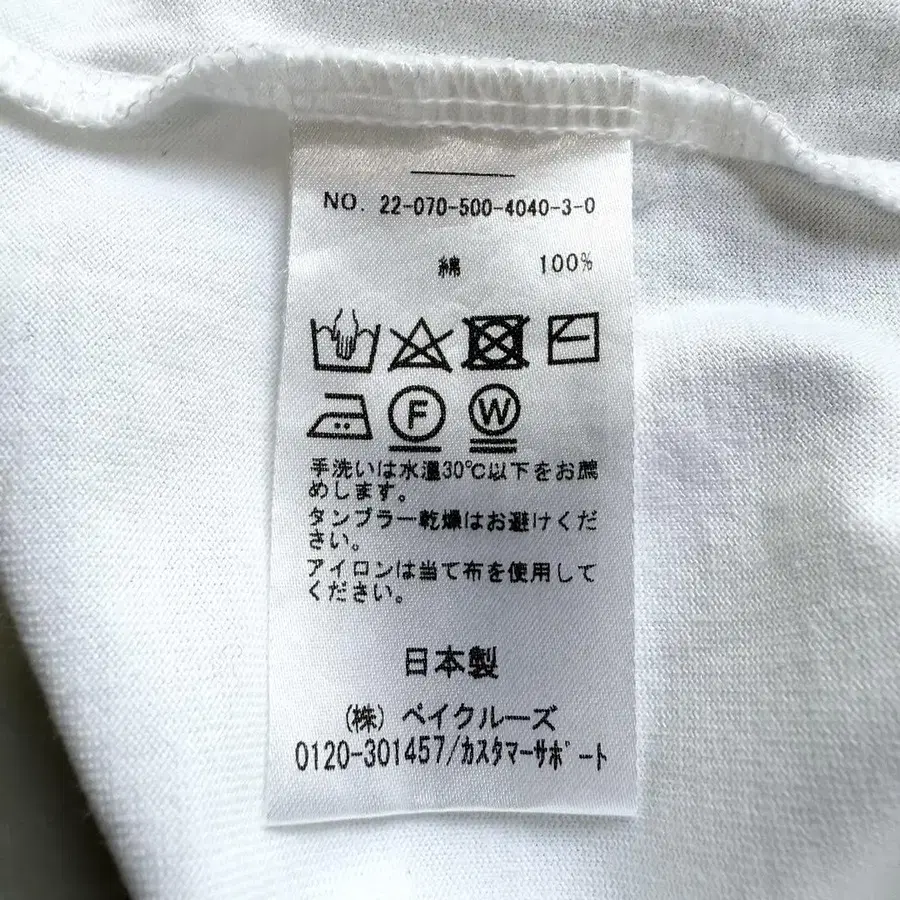 NO. 22-070-500-4040-3-0
綿 100%
F W
手洗いは水温30℃以下をお薦
めします。
タンブラー乾燥はお避けくだ
さい。
アイロンは当て布を使用して
ください。
日本製
(株) ベイクルーズ
0120-301457/カスタマーサポート